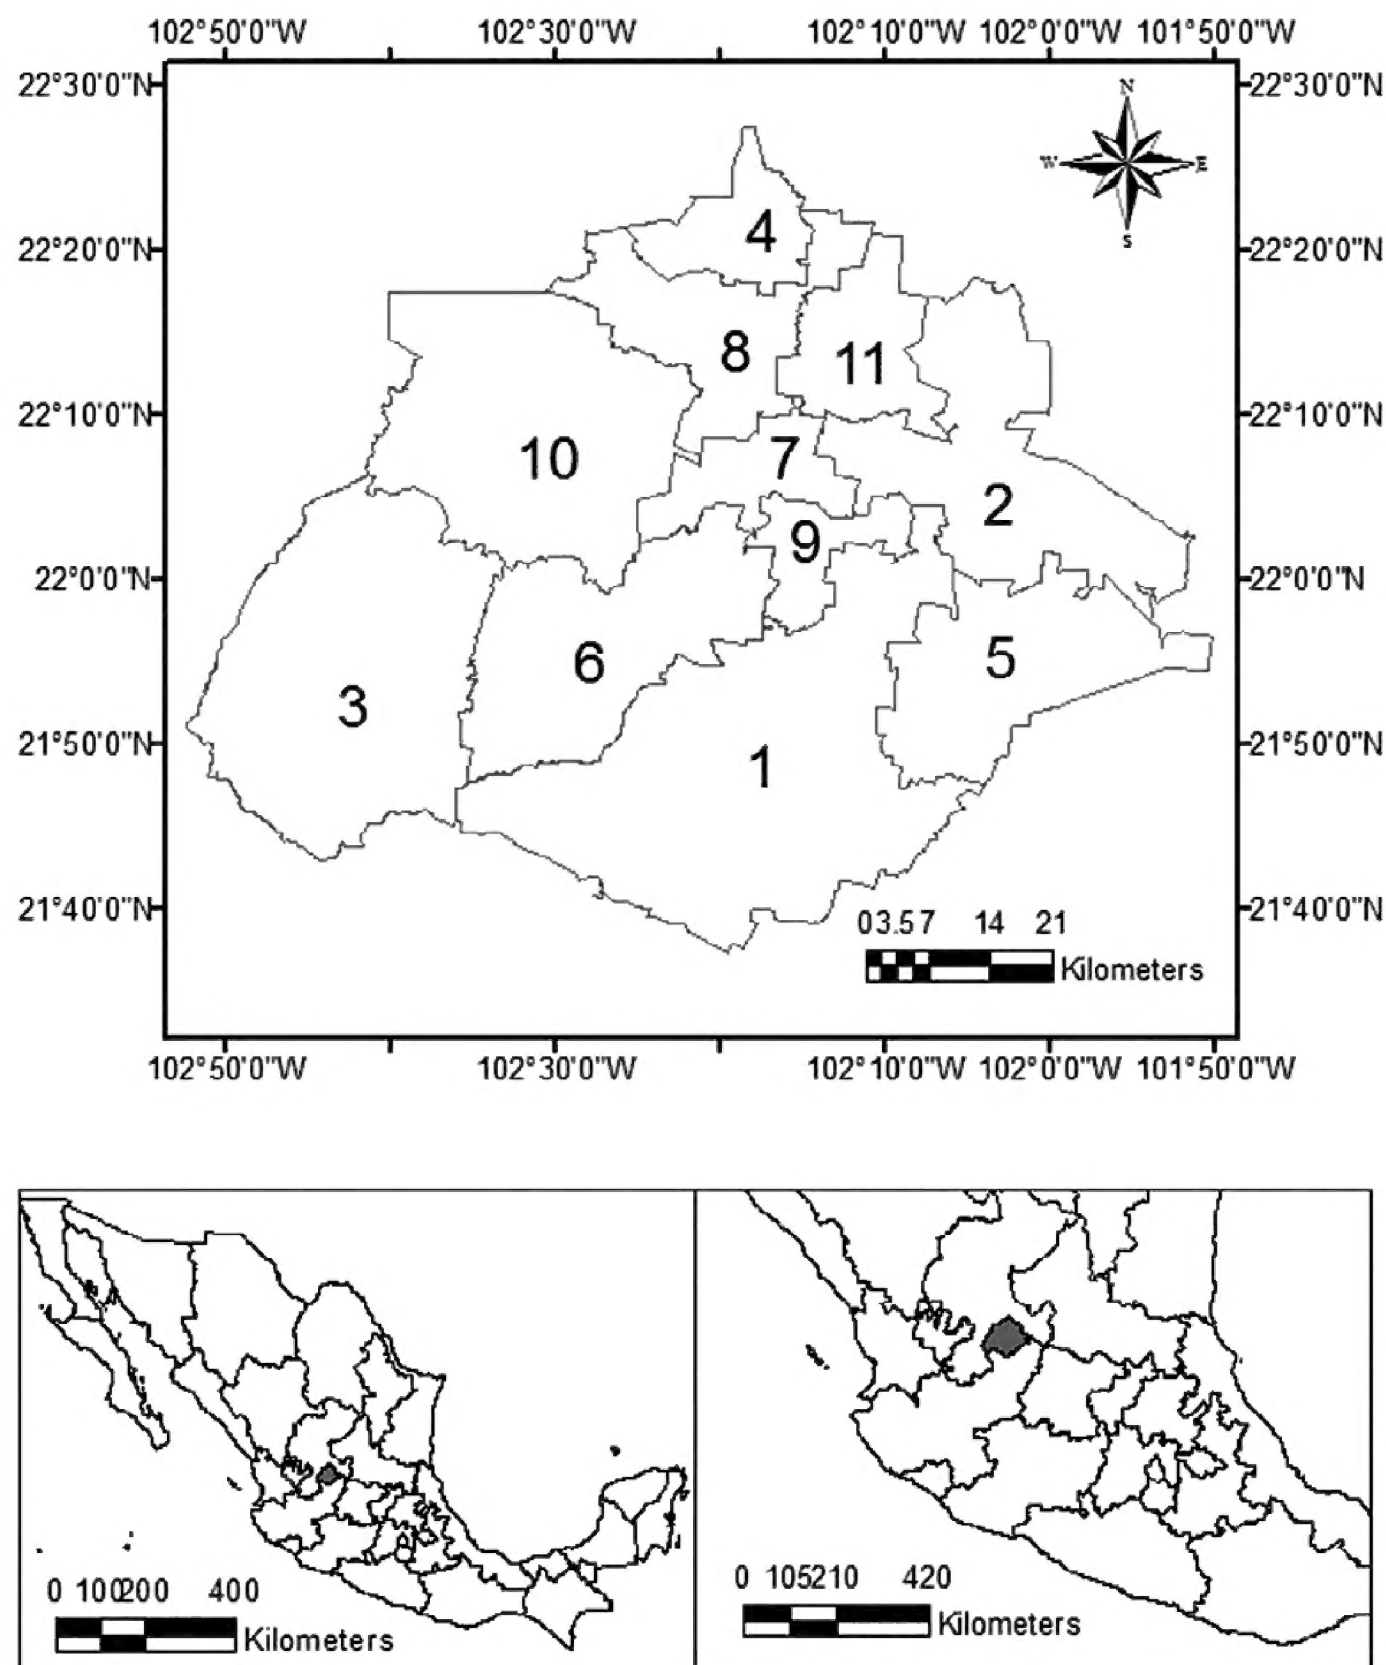 102°50'0"W 102°30'0"W 102°10'0"W 102°0'0"W 101°50'0"W
22°30'0"N 22°30'0"N
N
W E
S
4
22°20'0"N 22°20'0"N
8 11
22°10'0"N 22°10'0"N
10 7
2
9
22°0'0"N 22°0'0"N
6 5
3
21°50'0"N 21°50'0"N
1
21°40'0"N 21°40'0"N
0 3.5 7 14 21
Kilometers
102°50'0"W 102°30'0"W 102°10'0"W 102°0'0"W 101°50'0"W
0 100 200 400
Kilometers
0 105 210 420
Kilometers